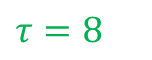 τ = 8